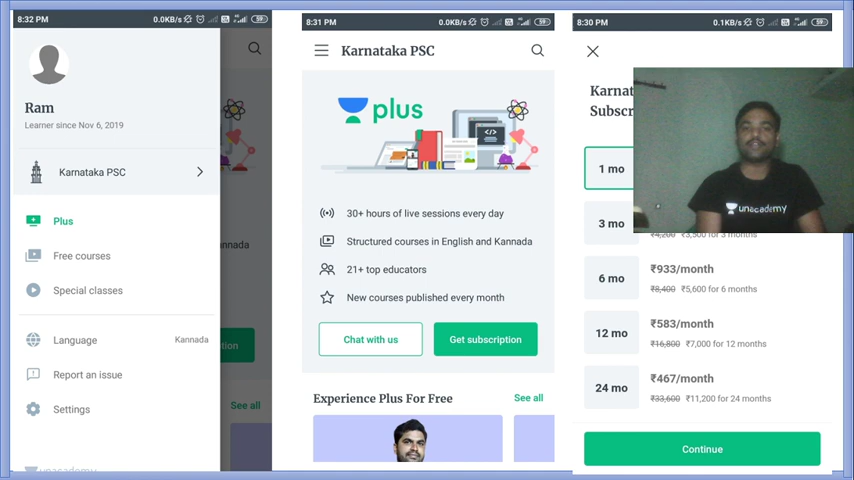 8:32 PM
0.0KB/s
59
Ram
Learner since Nov 6, 2019
Karnataka PSC
Plus
Free courses
Special classes
Language
Kannada
Report an issue
Settings
unacademy
nnada
tion
See all
8:31 PM
0.0KB/s
59
Karnataka PSC
plus
30+ hours of live sessions every day
Structured courses in English and Kannada
21+ top educators
New courses published every month
Chat with us
Get subscription
Experience Plus For Free
See all
8:30 PM
0.1KB/s
59
Karnat
Subscr
1 mo
3 mo
₹4,200 ₹3,500 for 3 months
6 mo
₹933/month
₹8,400 ₹5,600 for 6 months
12 mo
₹583/month
₹16,800 ₹7,000 for 12 months
24 mo
₹467/month
₹33,600 ₹11,200 for 24 months
Continue
unacademy